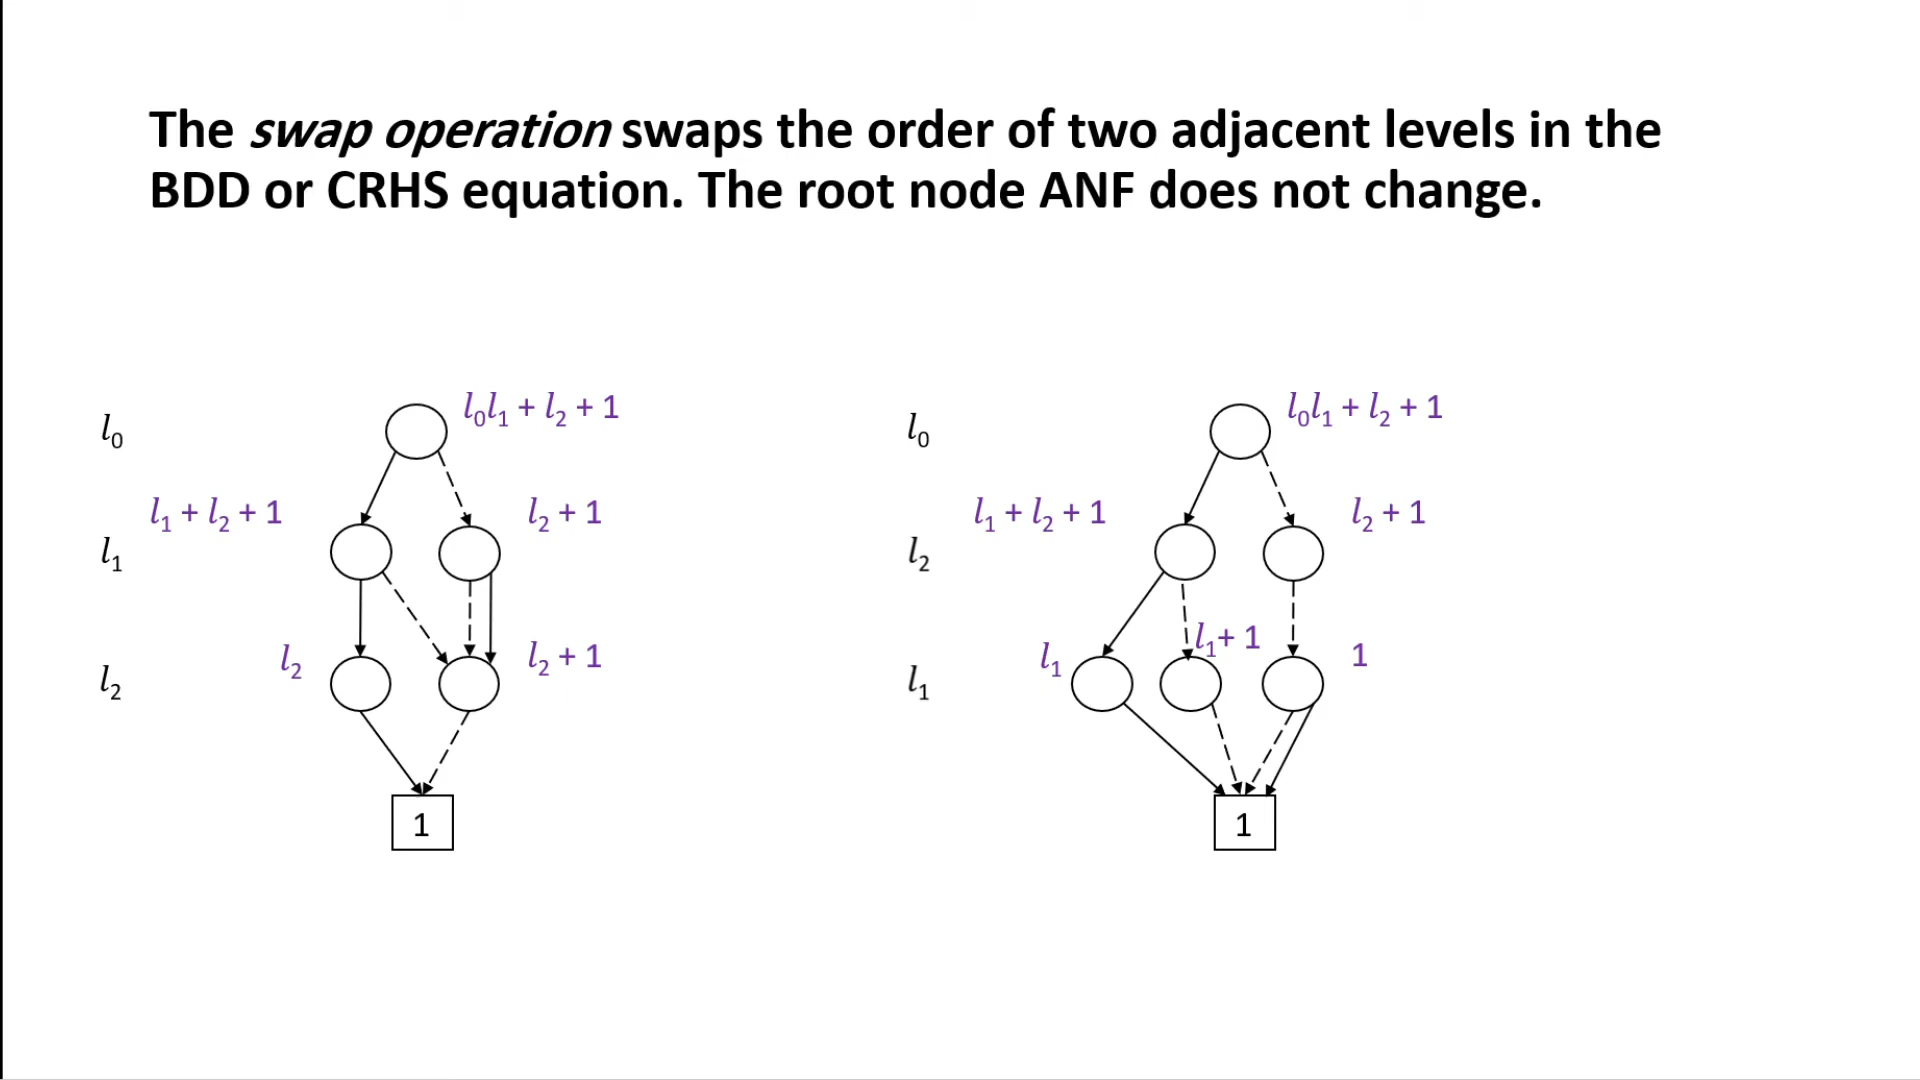 The swap operation swaps the order of two adjacent levels in the
BDD or CRHS equation. The root node ANF does not change.
l₀
l₀l₁ + l₂ + 1
l₁ + l₂ + 1
l₂ + 1
l₁
l₂
l₂ + 1
l₂
1
l₀
l₀l₁ + l₂ + 1
l₁ + l₂ + 1
l₂ + 1
l₂
l₁
l₁+ 1
1
l₁
1